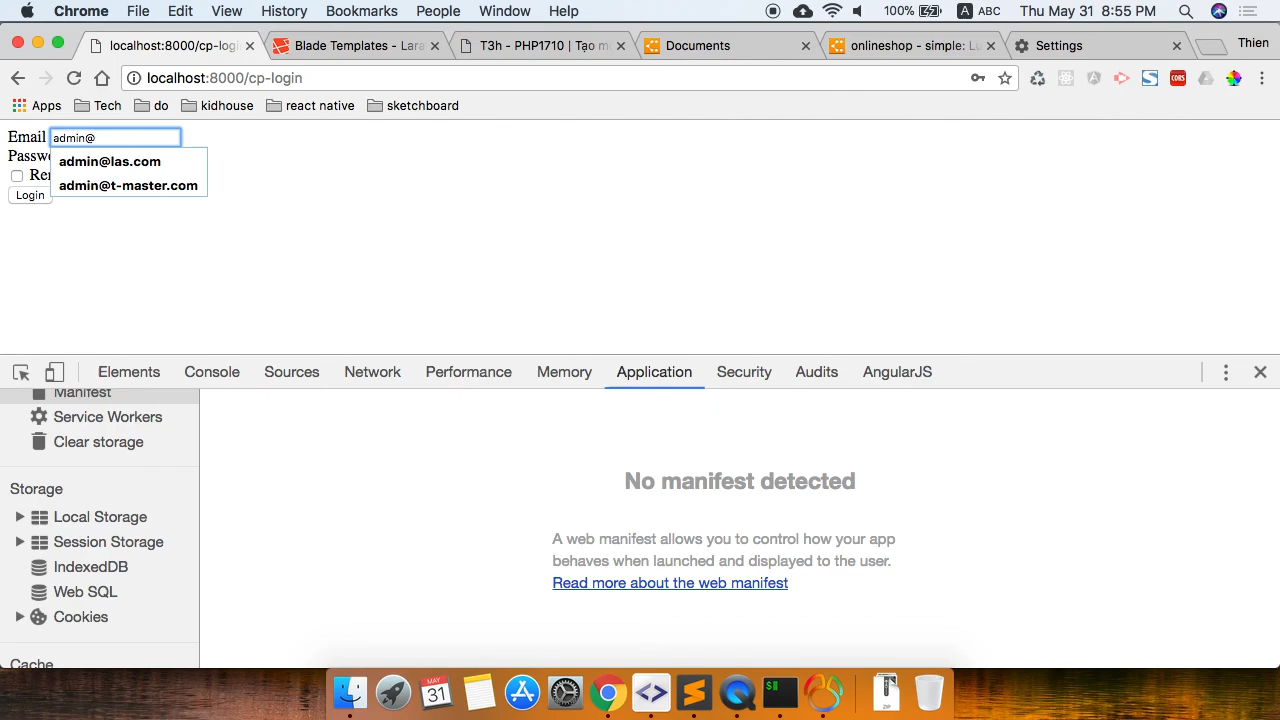 Chrome File Edit View History Bookmarks People Window Help 100% A ABC Thu May 31 8:55 PM
localhost:8000/cp-logi Blade Templates - Lara T3h - PHP1710 | Tạo m Documents onlineshop - simple: La Settings Thien
localhost:8000/cp-login
Apps Tech do kidhouse react native sketchboard
Email admin@
Passwo
admin@las.com
Rem
admin@t-master.com
Login
Elements Console Sources Network Performance Memory Application Security Audits AngularJS
Manifest
Service Workers
Clear storage
Storage
Local Storage
Session Storage
IndexedDB
Web SQL
Cookies
Cache
No manifest detected
A web manifest allows you to control how your app
behaves when launched and displayed to the user.
Read more about the web manifest